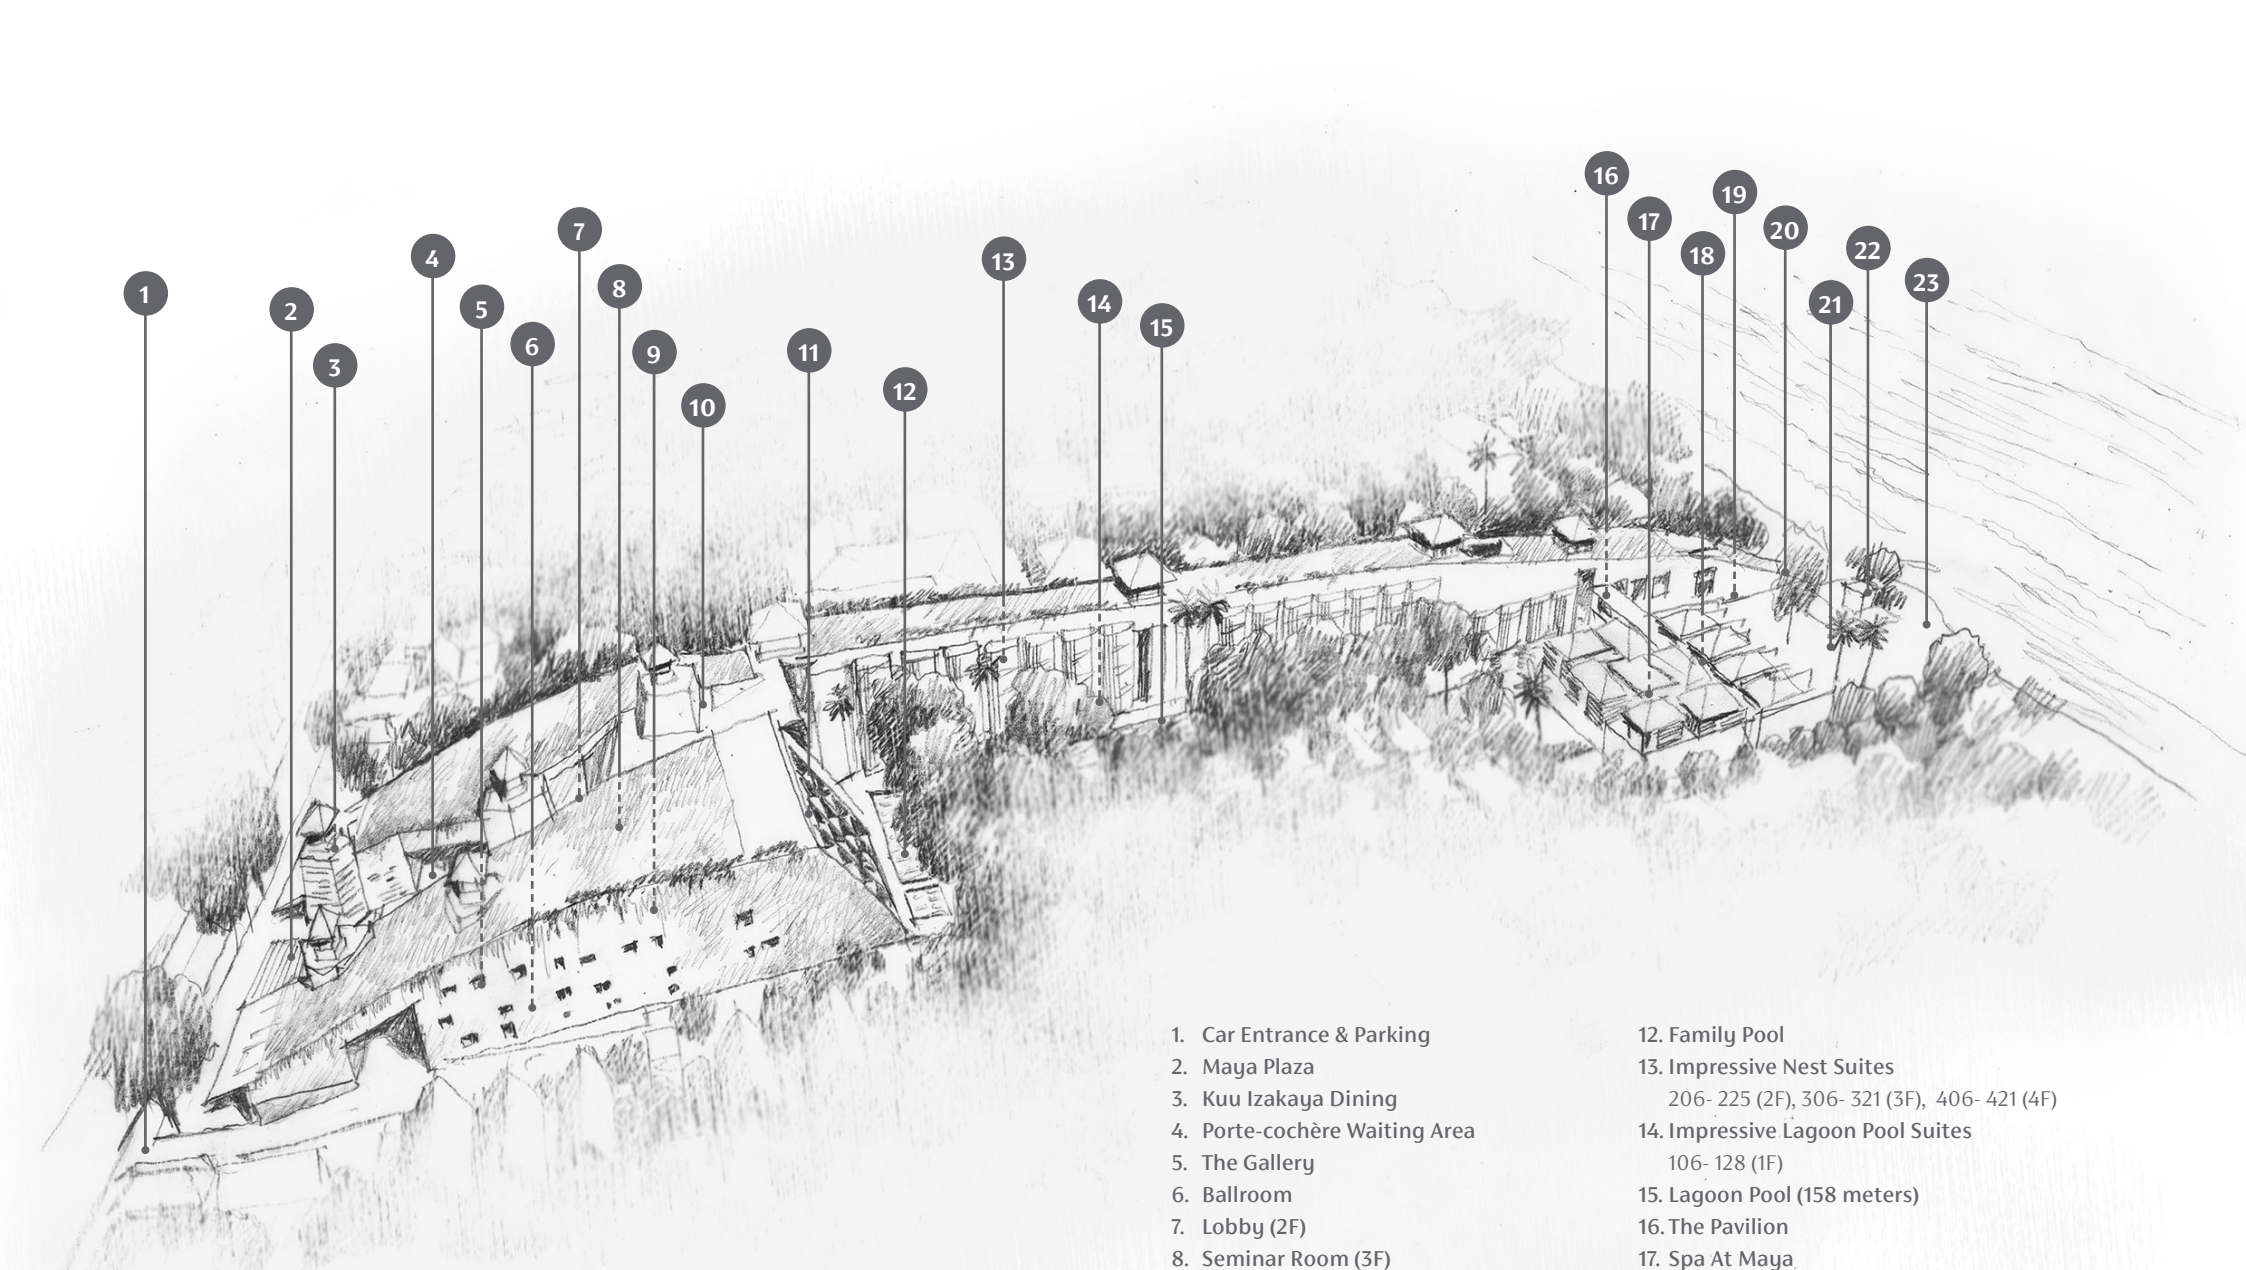 16
19
17
20
7
4
22
18
13
23
8
1
14
21
2
5
15
6
11
9
3
12
10
1. Car Entrance & Parking
2. Maya Plaza
3. Kuu Izakaya Dining
4. Porte-cochère Waiting Area
5. The Gallery
6. Ballroom
7. Lobby (2F)
8. Seminar Room (3F)
12. Family Pool
13. Impressive Nest Suites
206- 225 (2F), 306- 321 (3F), 406- 421 (4F)
14. Impressive Lagoon Pool Suites
106- 128 (1F)
15. Lagoon Pool (158 meters)
16. The Pavilion
17. Spa At Maya